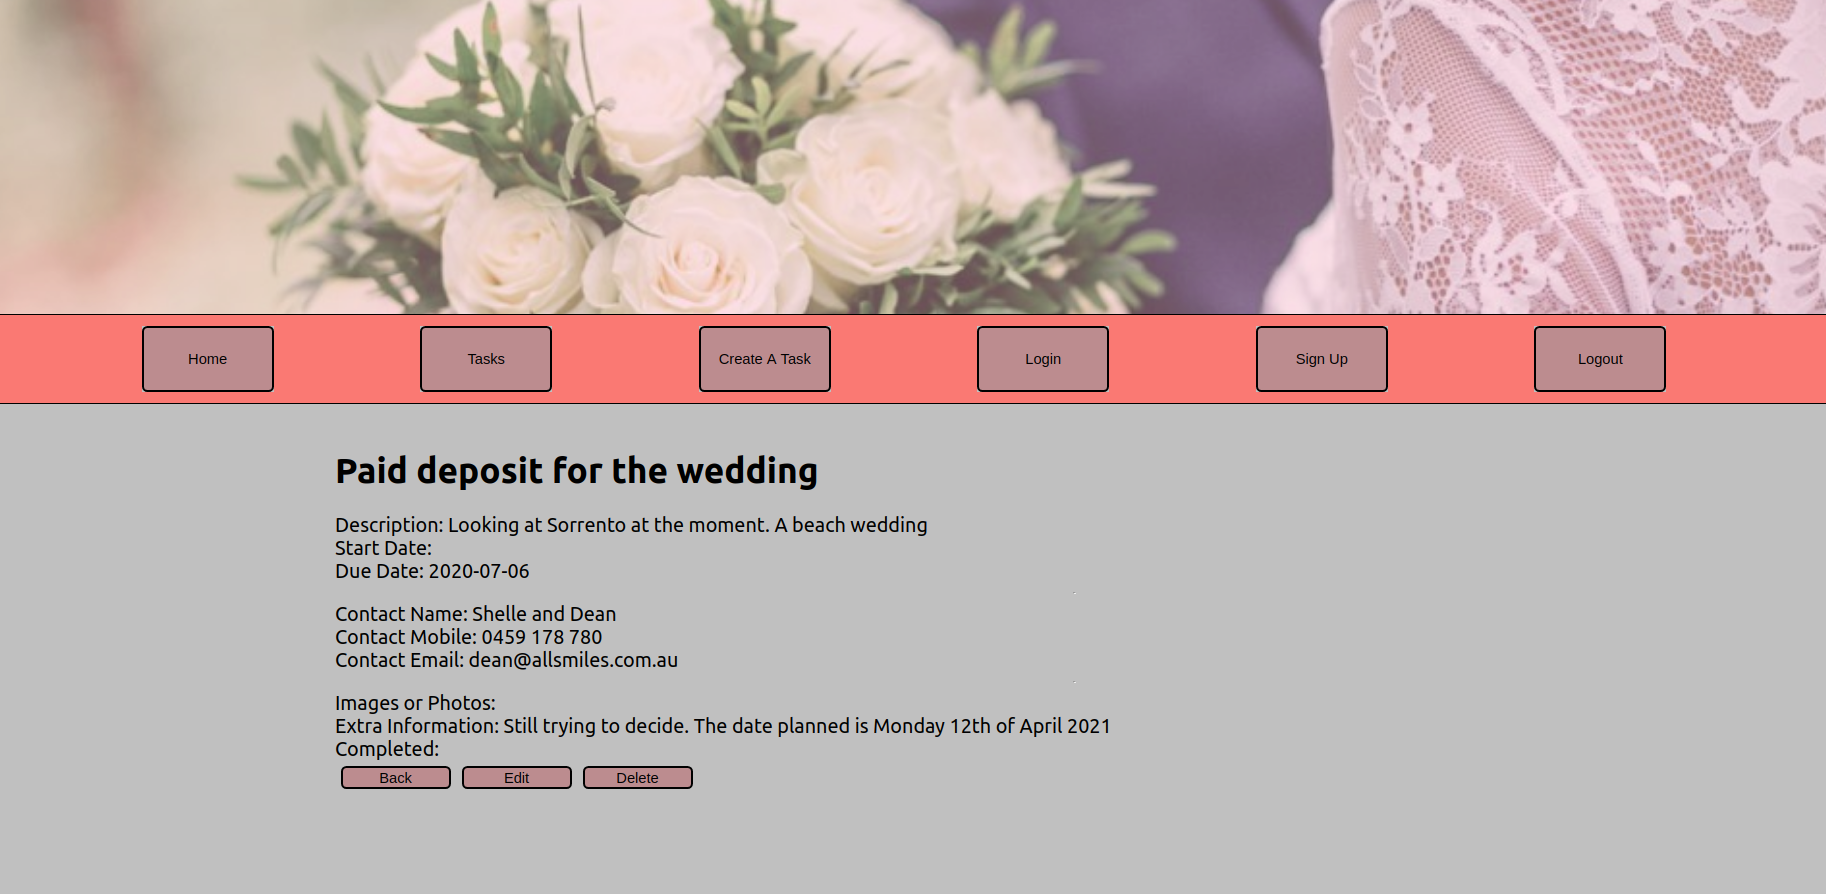 Home
Tasks
Create A Task
Login
Sign Up
Logout
Paid deposit for the wedding
Description: Looking at Sorrento at the moment. A beach wedding
Start Date:
Due Date: 2020-07-06
Contact Name: Shelle and Dean
Contact Mobile: 0459 178 780
Contact Email: dean@allsmiles.com.au
Images or Photos:
Extra Information: Still trying to decide. The date planned is Monday 12th of April 2021
Completed:
Back
Edit
Delete